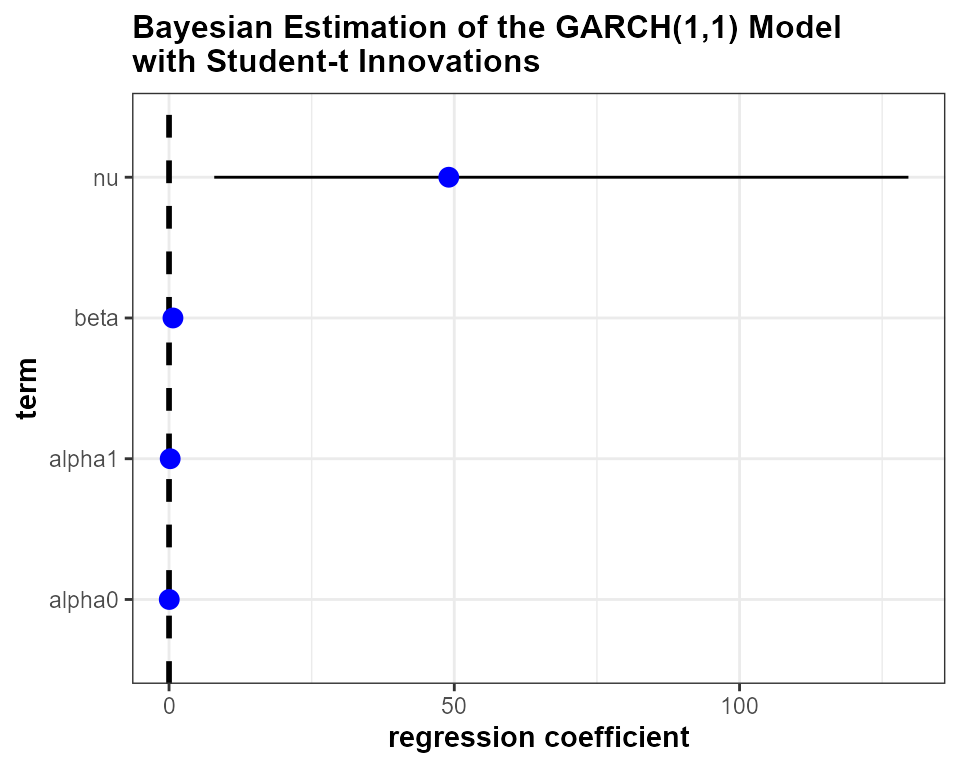 Bayesian Estimation of the GARCH(1,1) Model
with Student-t Innovations
term
nu
beta
alpha1
alpha0
0 50 100
regression coefficient